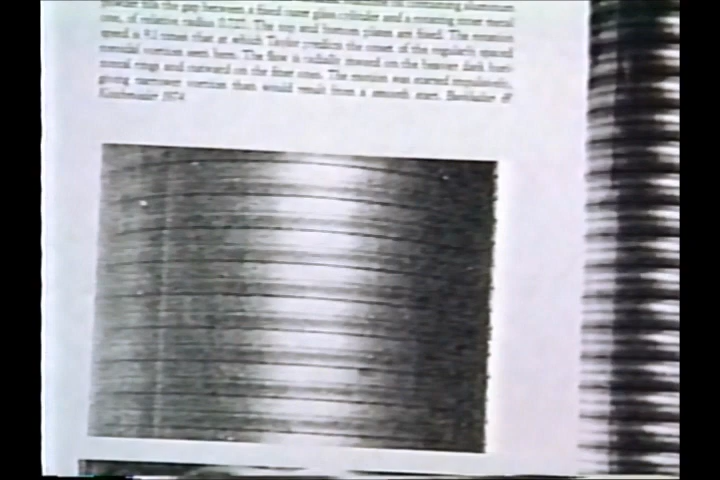 fills the gap between a fixed outer glass cylinder and a rotating inner metal
one, of relative radius The top and bottom plates are fixed. The rotation
speed is 9.1 times that at which Taylor predicts the onset of the regularly spaced
toroidal vortices seen here. The flow is radially inward on the heavier dark hori-
zontal rings and outward on the finer ones. The motion was started impulsively,
giving narrower vortices than would result from a smooth start. Burkhalter &
Koschmieder 1974